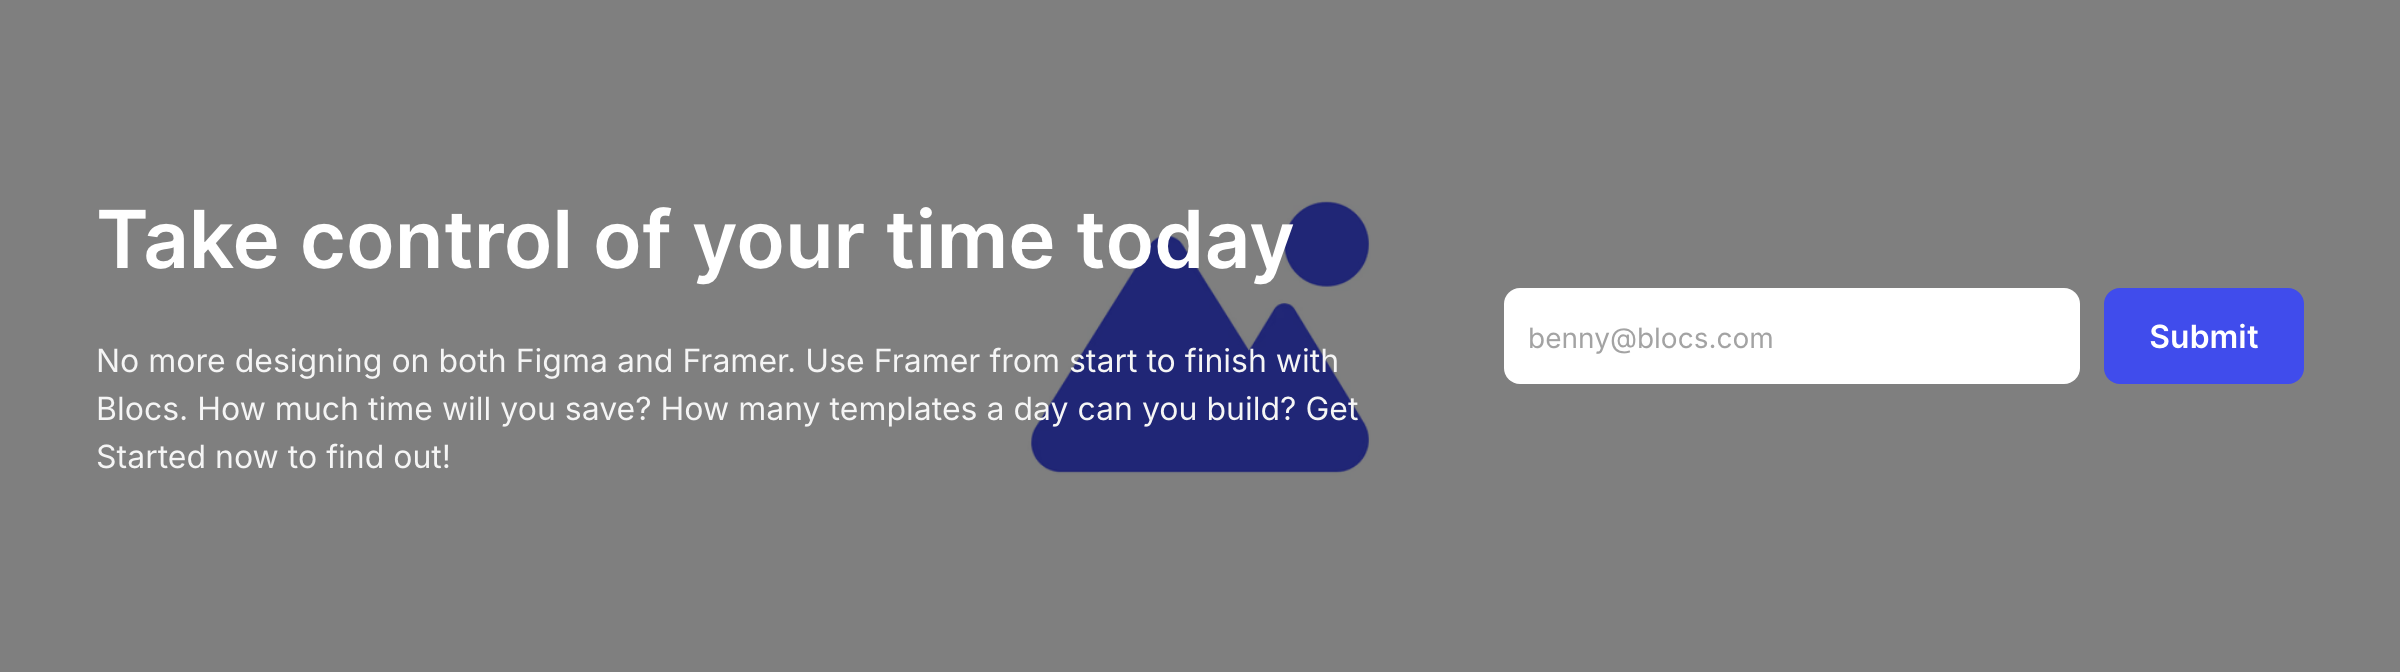 Take control of your time today
No more designing on both Figma and Framer. Use Framer from start to finish with
Blocs. How much time will you save? How many templates a day can you build? Get
Started now to find out!
benny@blocs.com
Submit